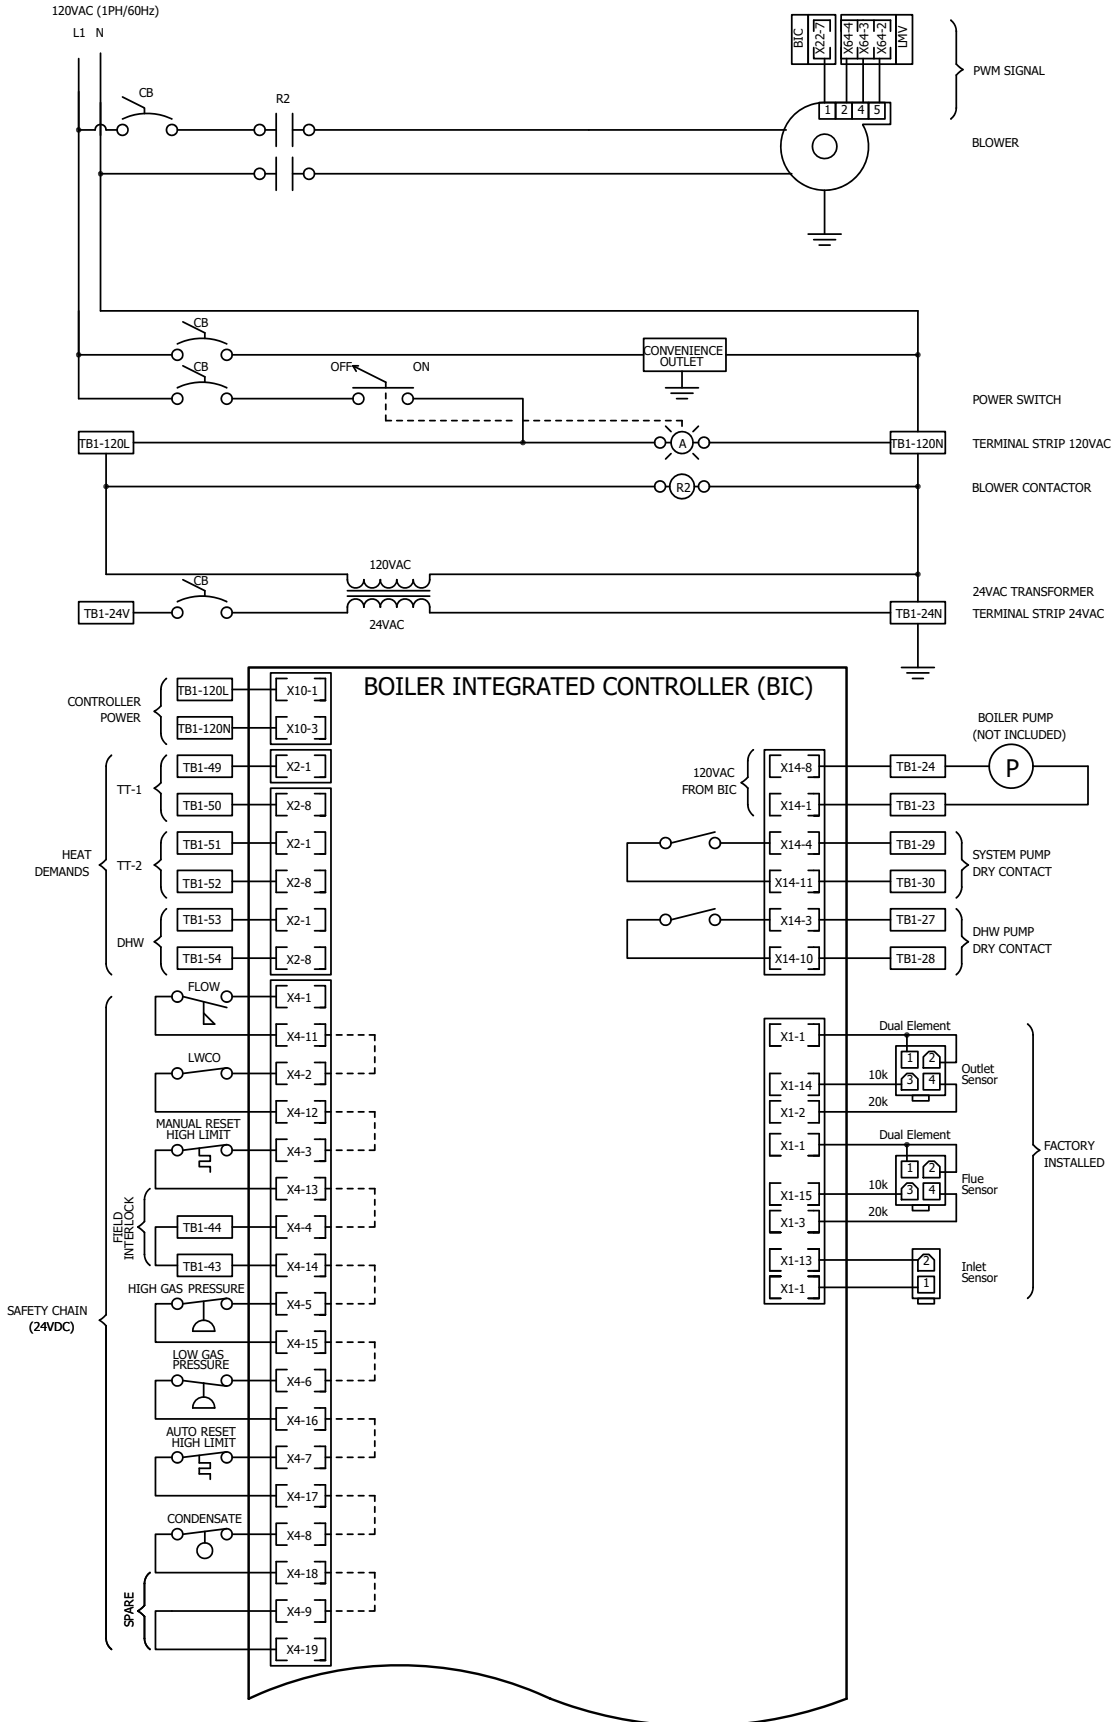 120VAC (1PH/60Hz)
L1 N
BIC
X22-7
X64-4
X64-3
X64-2
LMV
PWM SIGNAL
CB
R2
1 2 4 5
BLOWER
CB
CONVENIENCE
OUTLET
CB
OFF ON
POWER SWITCH
TB1-120L
A
TB1-120N
TERMINAL STRIP 120VAC
R2
BLOWER CONTACTOR
120VAC
CB
24VAC TRANSFORMER
TB1-24V
TB1-24N
TERMINAL STRIP 24VAC
24VAC
BOILER INTEGRATED CONTROLLER (BIC)
CONTROLLER
POWER
TB1-120L
X10-1
TB1-120N
X10-3
HEAT
DEMANDS
TT-1
TB1-49
X2-1
TB1-50
X2-8
TT-2
TB1-51
X2-1
TB1-52
X2-8
DHW
TB1-53
X2-1
TB1-54
X2-8
BOILER PUMP
(NOT INCLUDED)
120VAC
FROM BIC
X14-8
TB1-24
P
X14-1
TB1-23
X14-4
TB1-29
SYSTEM PUMP
DRY CONTACT
X14-11
TB1-30
X14-3
TB1-27
DHW PUMP
DRY CONTACT
X14-10
TB1-28
SAFETY CHAIN
(24VDC)
FLOW
X4-1
X4-11
LWCO
X4-2
X4-12
MANUAL RESET
HIGH LIMIT
X4-3
X4-13
FIELD
INTERLOCK
TB1-44
X4-4
TB1-43
X4-14
HIGH GAS PRESSURE
X4-5
X4-15
LOW GAS
PRESSURE
X4-6
X4-16
AUTO RESET
HIGH LIMIT
X4-7
X4-17
CONDENSATE
X4-8
X4-18
SPARE
X4-9
X4-19
X1-1
Dual Element
1 2
3 4
Outlet
Sensor
X1-14
10k
X1-2
20k
X1-1
Dual Element
1 2
3 4
Flue
Sensor
X1-15
10k
X1-3
20k
X1-13
2
Inlet
Sensor
X1-1
1
FACTORY
INSTALLED